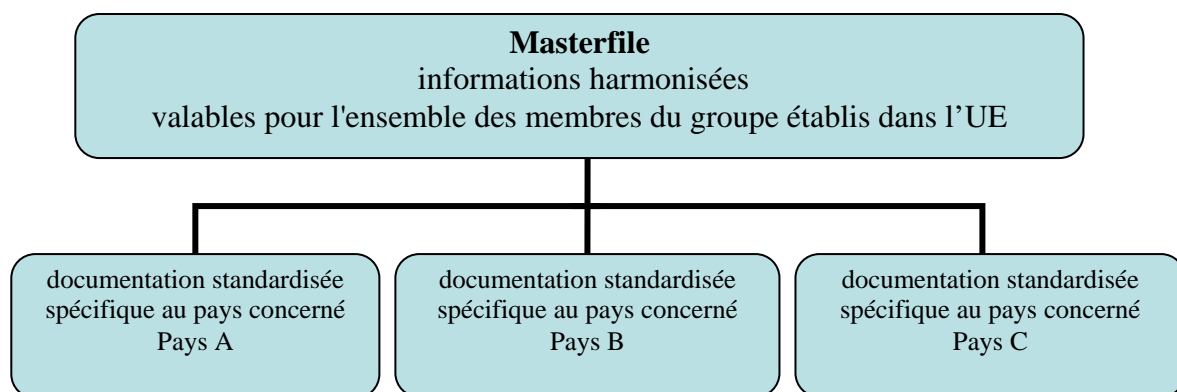 Masterfile
informations harmonisées
valables pour l'ensemble des membres du groupe établis dans l’UE
documentation standardisée
spécifique au pays concerné
Pays A
documentation standardisée
spécifique au pays concerné
Pays B
documentation standardisée
spécifique au pays concerné
Pays C